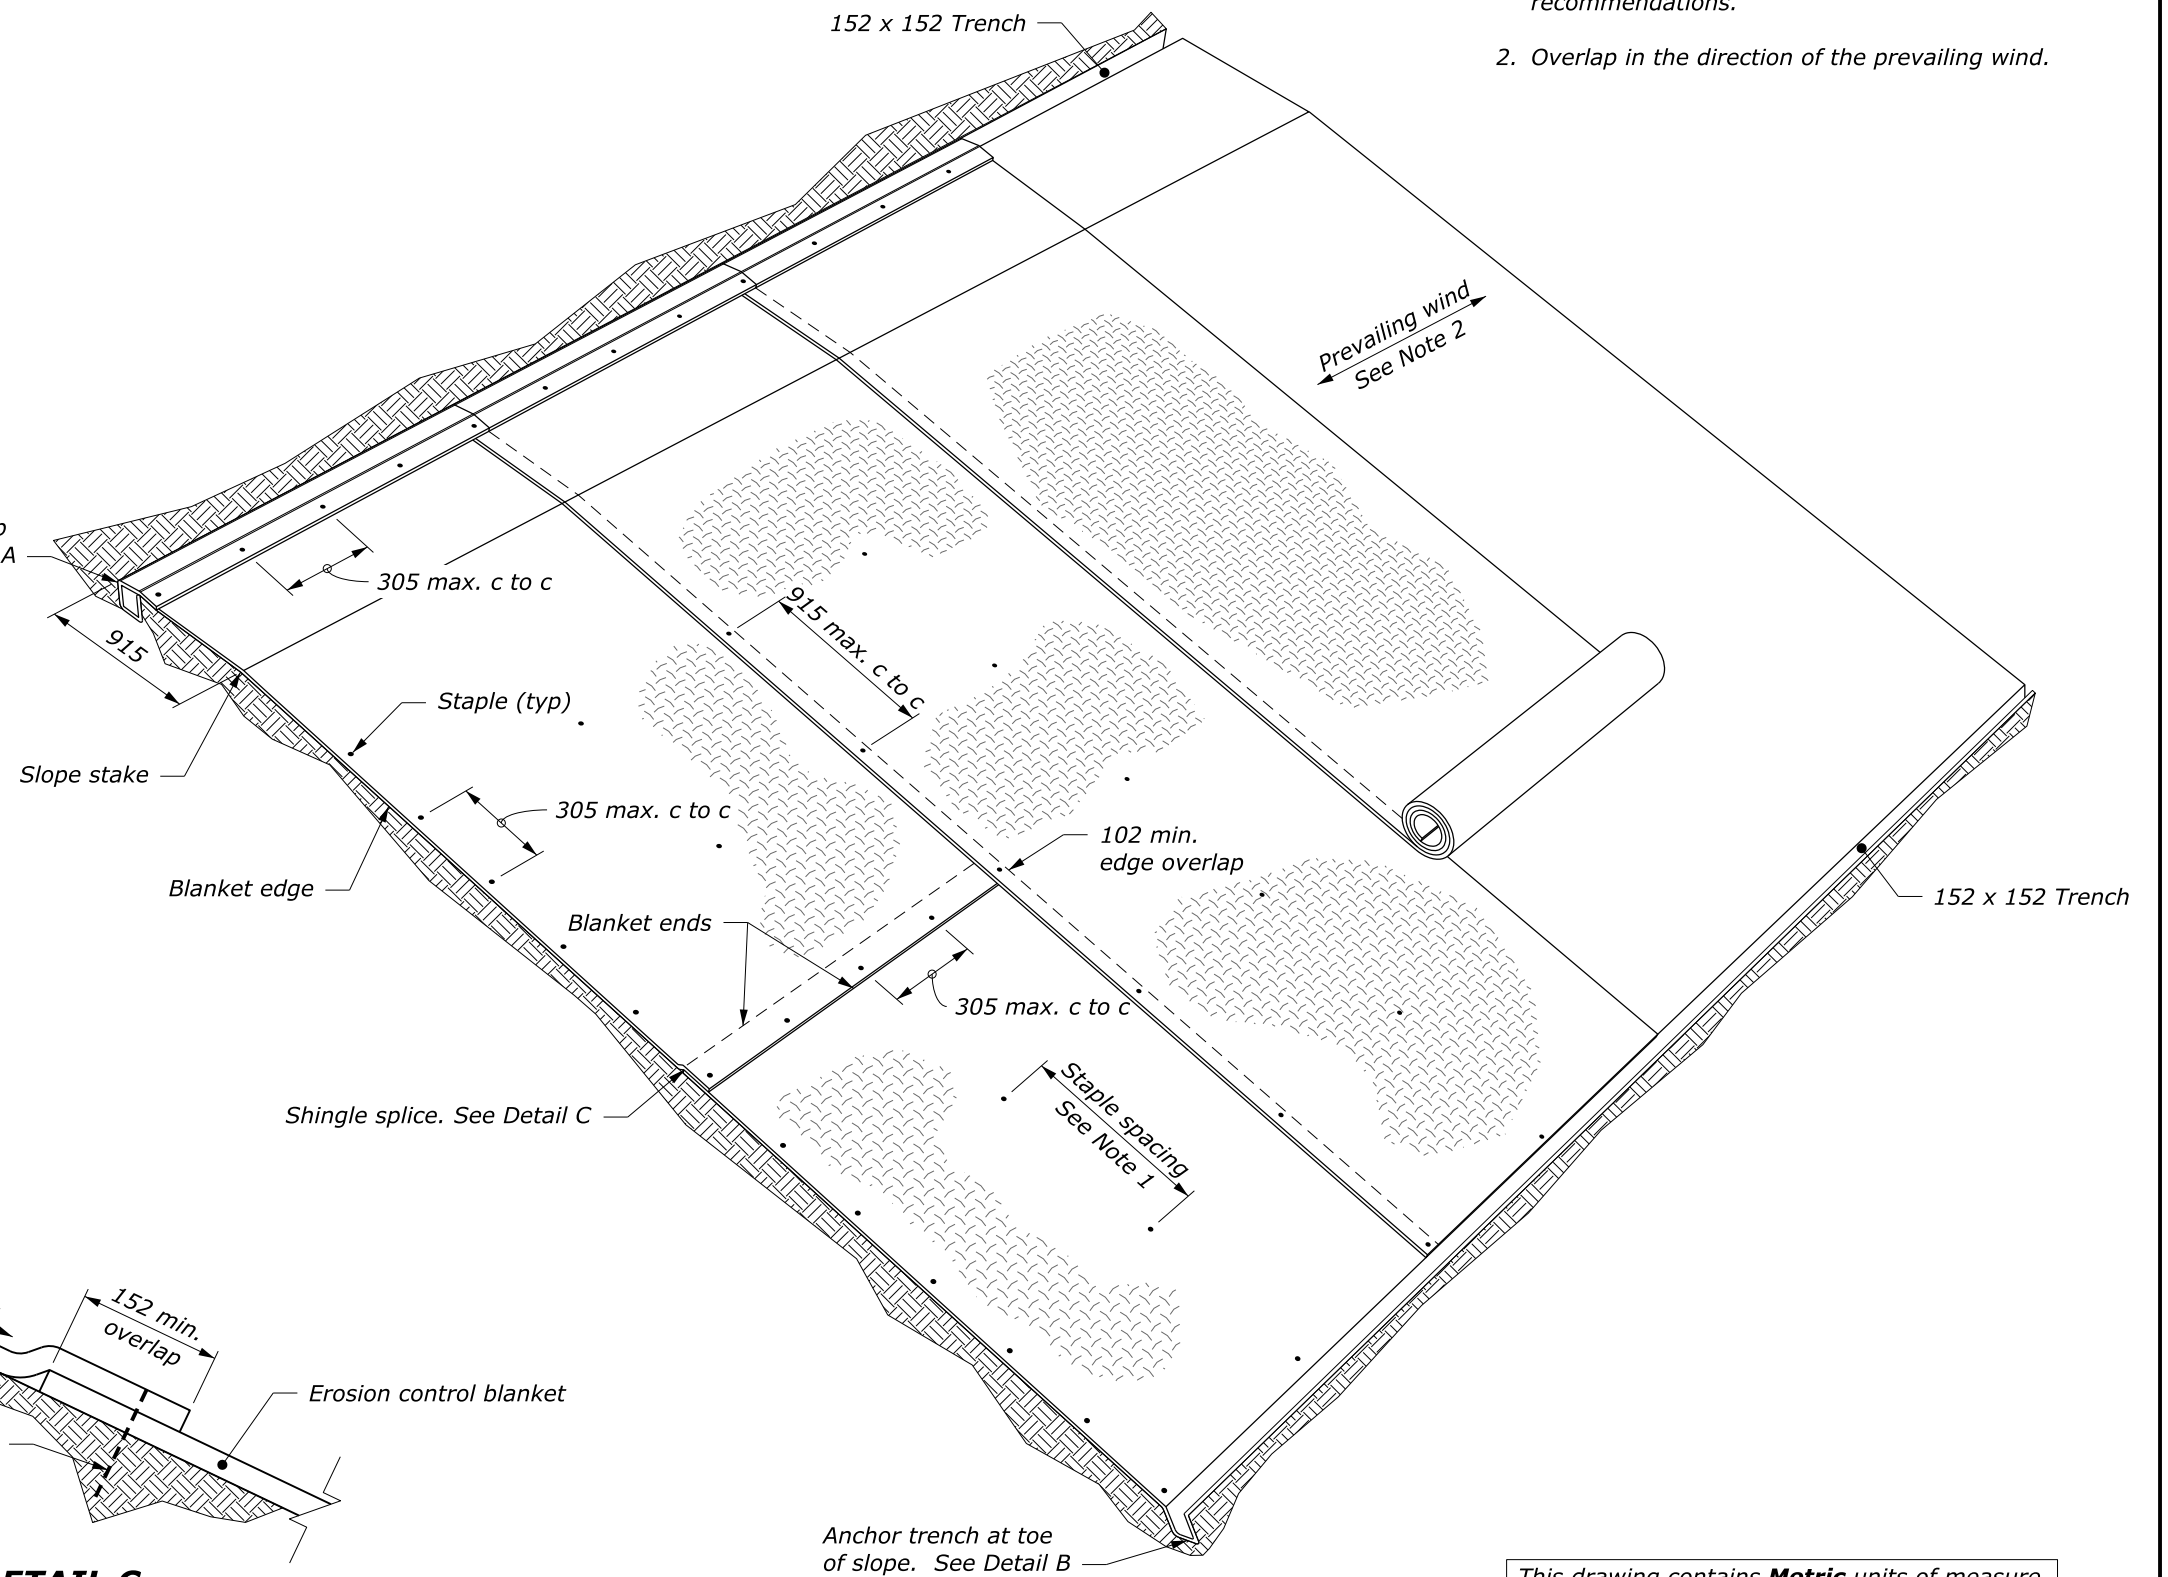 recommendations.
2. Overlap in the direction of the prevailing wind.
152 x 152 Trench
Prevailing wind
See Note 2
A
305 max. c to c
915
915 max. c to c
Staple (typ)
Slope stake
305 max. c to c
102 min.
edge overlap
Blanket edge
152 x 152 Trench
Blanket ends
305 max. c to c
Staple spacing
See Note 1
Shingle splice. See Detail C
152 min.
overlap
Erosion control blanket
Anchor trench at toe
of slope. See Detail B
This drawing contains Metric units of measure